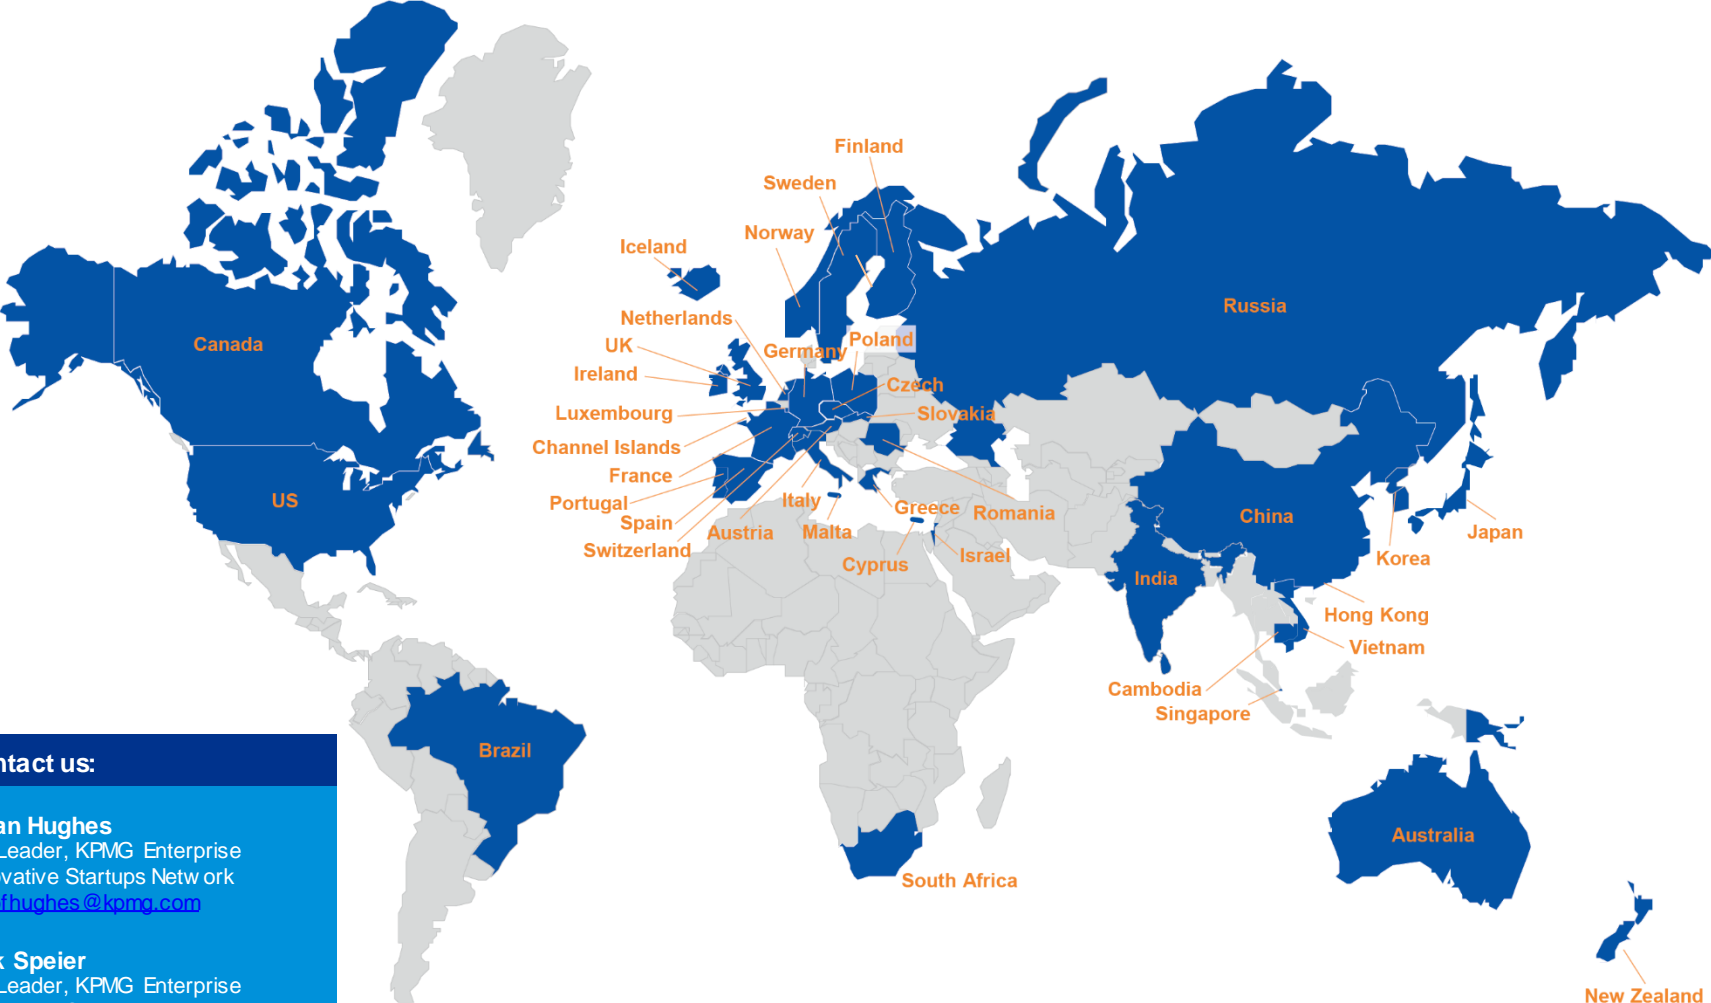 Finland
Sweden
Norway
Iceland
Russia
Netherlands
UK
Germany
Poland
Canada
Ireland
Czech
Luxembourg
Slovakia
Channel Islands
France
US
Portugal
Italy
Greece
Romania
China
Spain
Austria
Malta
Japan
Switzerland
Cyprus
Israel
Korea
India
Hong Kong
Vietnam
Cambodia
Singapore
Brazil
Australia
South Africa
New Zealand
ntact us:
an Hughes
Leader, KPMG Enterprise
ovative Startups Network
fhughes@kpmg.com
k Speier
Leader, KPMG Enterprise